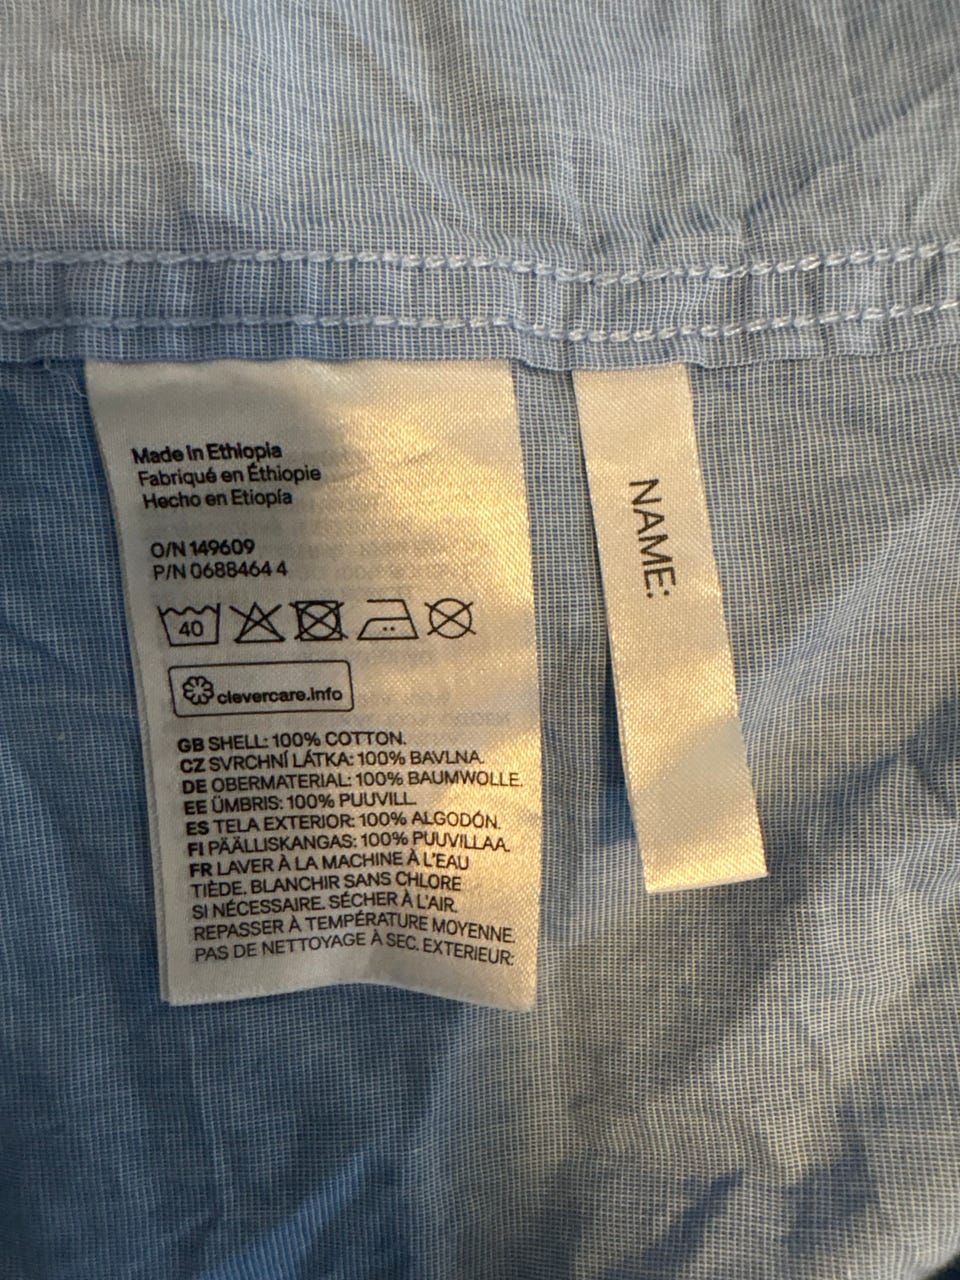 Made in Ethiopia
Fabriqué en Éthiopie
Hecho en Etiopía
O/N 149609
P/N 0688464 4
40
clevercare.info
GB SHELL: 100% COTTON.
CZ SVRCHNÍ LÁTKA: 100% BAVLNA.
DE OBERMATERIAL: 100% BAUMWOLLE.
EE ÜMBRIS: 100% PUUVILL.
ES TELA EXTERIOR: 100% ALGODÓN.
FI PÄÄLLISKANGAS: 100% PUUVILLAA.
FR LAVER À LA MACHINE À L'EAU
TIÈDE. BLANCHIR SANS CHLORE
SI NÉCESSAIRE. SÉCHER À L'AIR.
REPASSER À TEMPÉRATURE MOYENNE.
PAS DE NETTOYAGE À SEC. EXTERIEUR:
NAME: